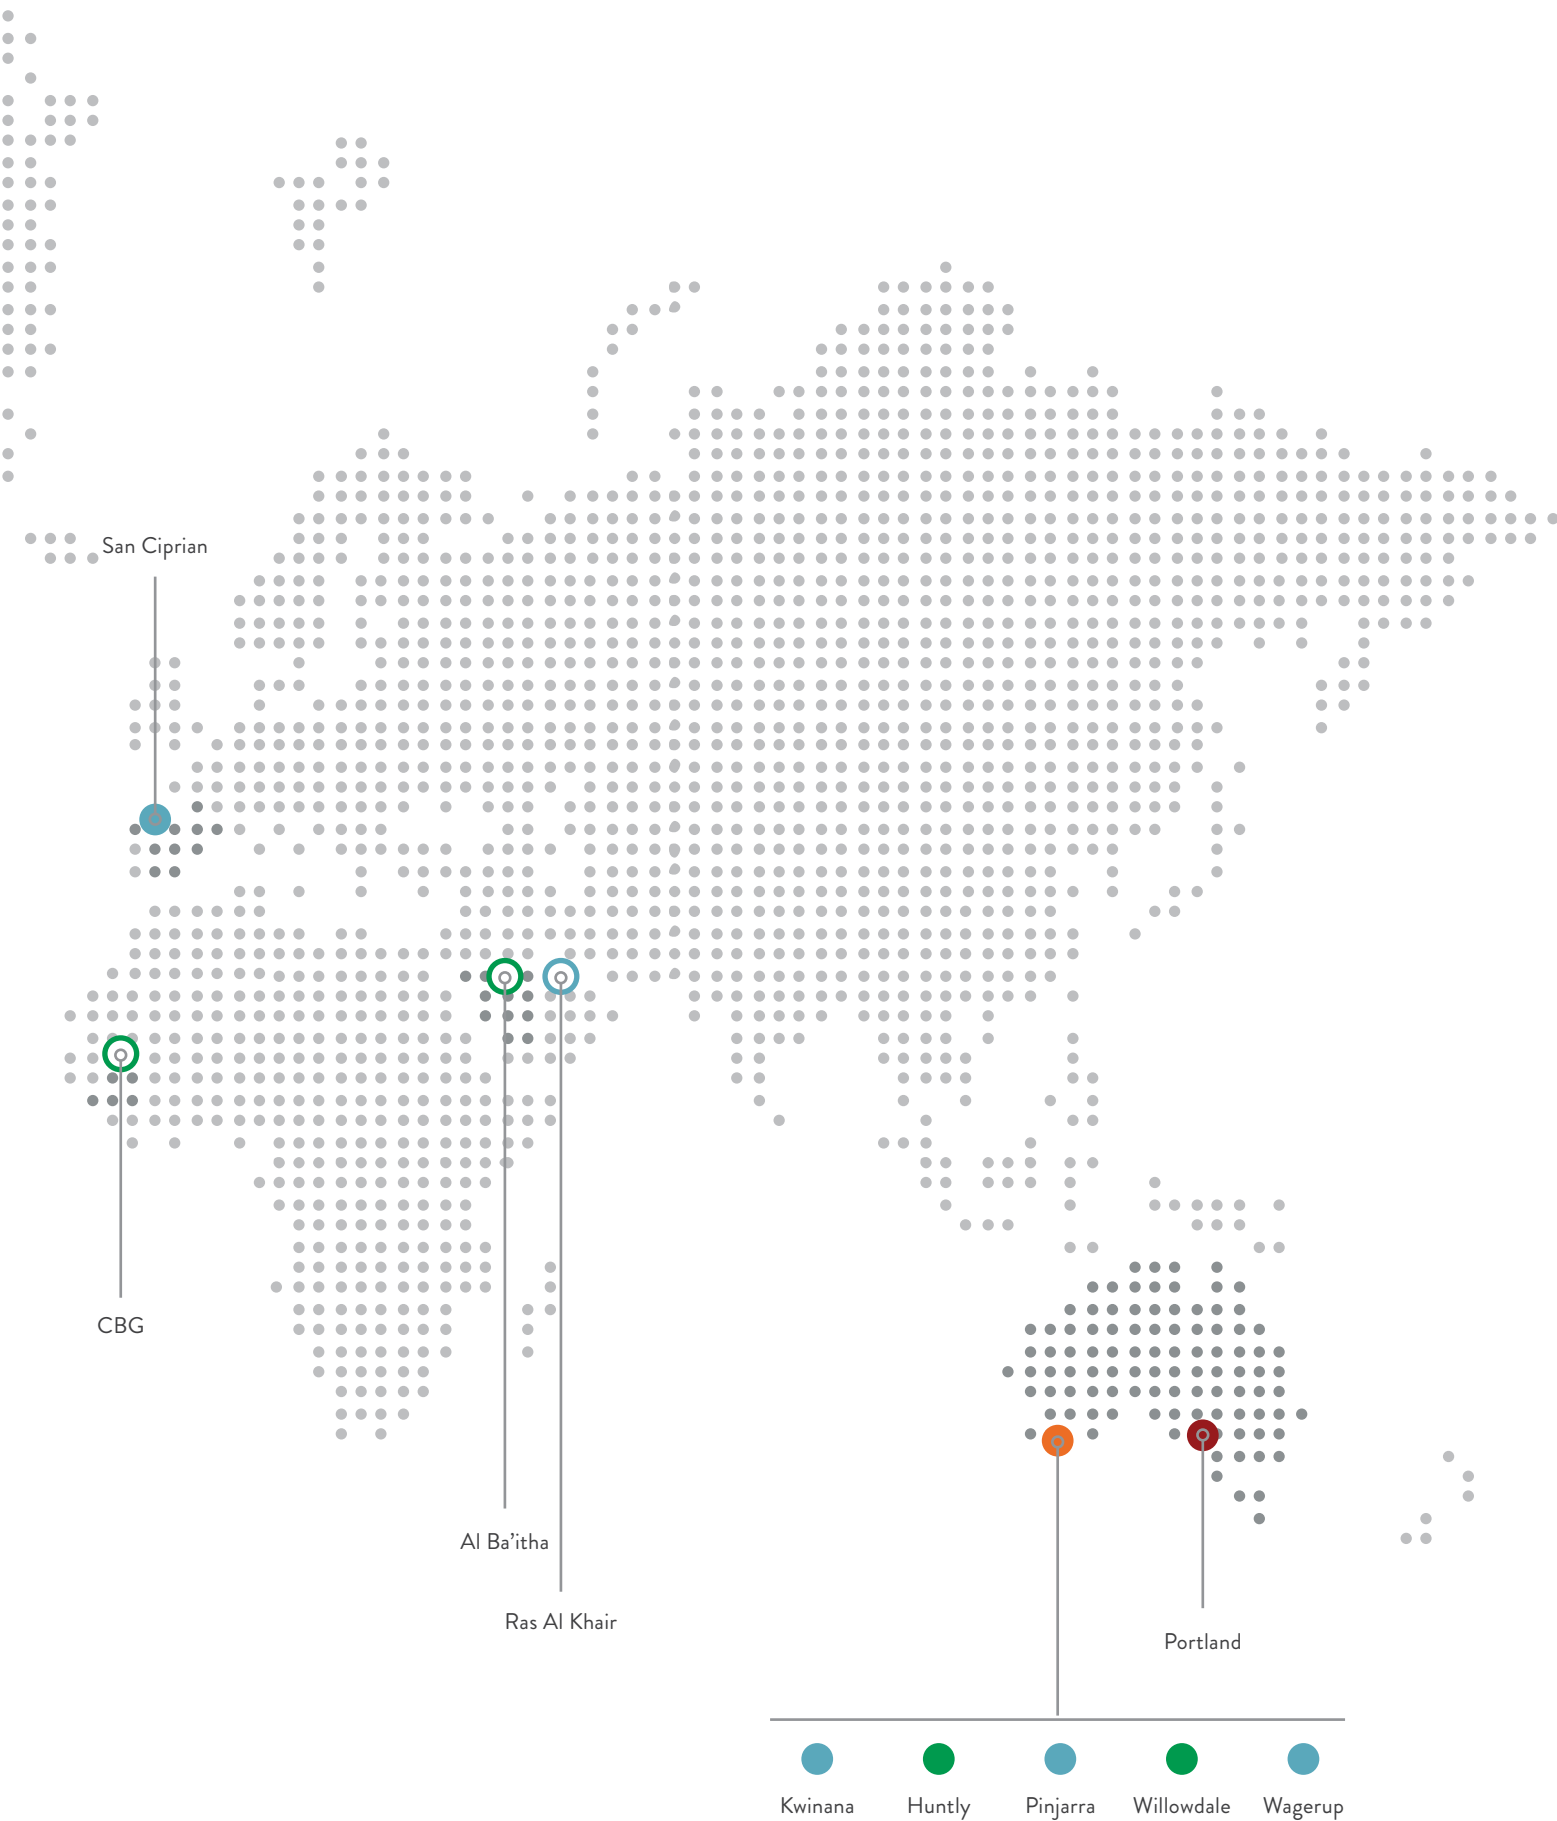 San Ciprian
CBG
Al Ba’itha
Ras Al Khair
Portland
Kwinana
Huntly
Pinjarra
Willowdale
Wagerup